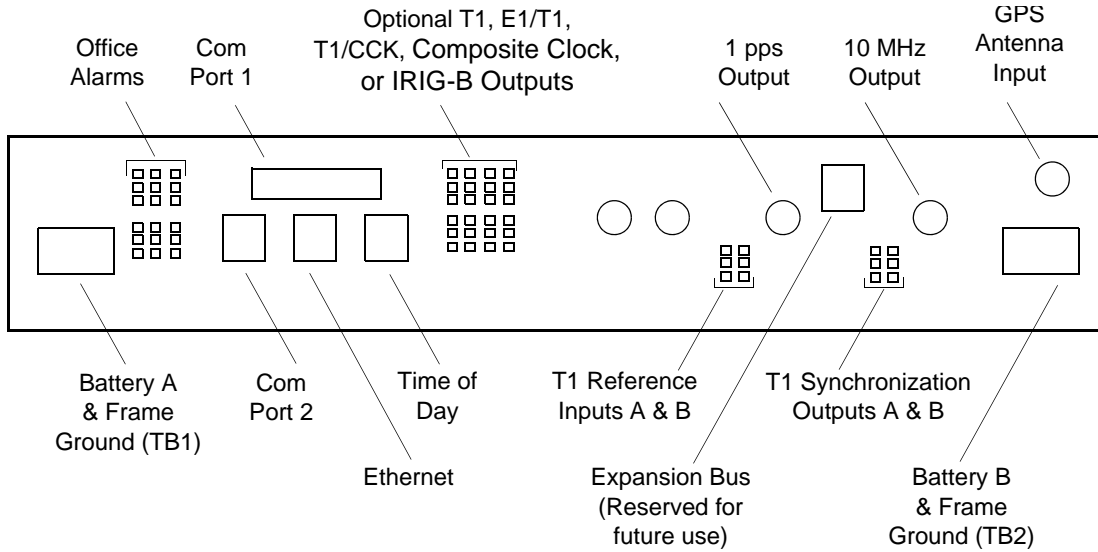 Office
Alarms
Com
Port 1
Optional T1, E1/T1,
T1/CCK, Composite Clock,
or IRIG-B Outputs
1 pps
Output
10 MHz
Output
GPS
Antenna
Input
Battery A
& Frame
Ground (TB1)
Com
Port 2
Ethernet
Time of
Day
T1 Reference
Inputs A & B
Expansion Bus
(Reserved for
future use)
T1 Synchronization
Outputs A & B
Battery B
& Frame
Ground (TB2)